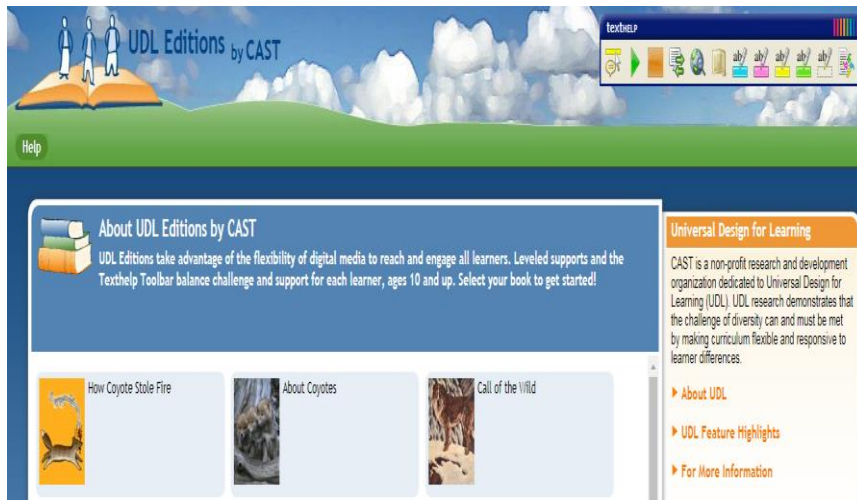 UDL Editions by CAST
textHELP
Help
About UDL Editions by CAST
UDL Editions take advantage of the flexibility of digital media to reach and engage all learners. Leveled supports and the
Texthelp Toolbar balance challenge and support for each learner, ages 10 and up. Select your book to get started!
How Coyote Stole Fire
About Coyotes
Call of the Wild
Universal Design for Learning
CAST is a non-profit research and development
organization dedicated to Universal Design for
Learning (UDL). UDL research demonstrates that
the challenge of diversity can and must be met
by making curriculum flexible and responsive to
learner differences.
About UDL
UDL Feature Highlights
For More Information